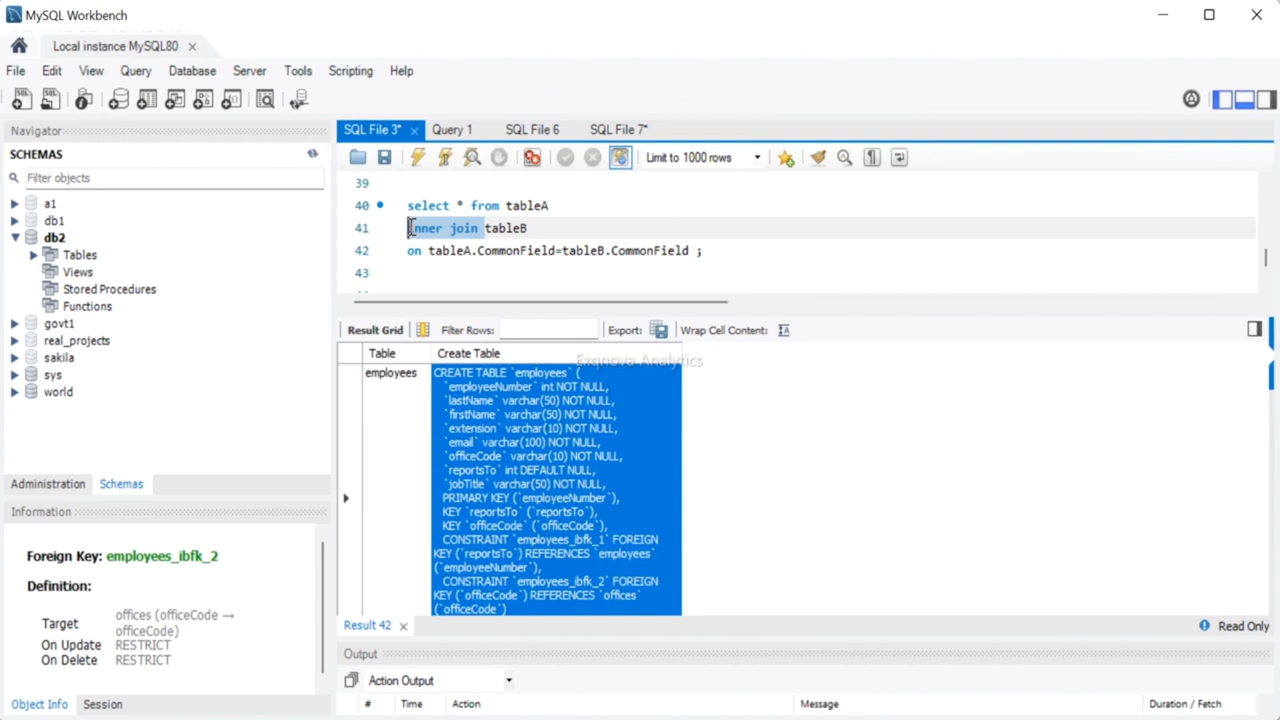 MySQL Workbench
Local instance MySQL80
File Edit View Query Database Server Tools Scripting Help
Navigator
SCHEMAS
Filter objects
a1
db1
db2
Tables
Views
Stored Procedures
Functions
govt1
real_projects
sakila
sys
world
Administration Schemas
Information
Foreign Key: employees_ibfk_2
Definition:
Target offices (officeCode → officeCode)
On Update RESTRICT
On Delete RESTRICT
Object Info Session
SQL File 3* Query 1 SQL File 6 SQL File 7*
Limit to 1000 rows
39
40 select * from tableA
41 inner join tableB
42 on tableA.CommonField=tableB.CommonField ;
43
Result Grid Filter Rows: Export: Wrap Cell Content:
Table Create Table
Exqnova Analytics
employees CREATE TABLE `employees` (
`employeeNumber` int NOT NULL,
`lastName` varchar(50) NOT NULL,
`firstName` varchar(50) NOT NULL,
`extension` varchar(10) NOT NULL,
`email` varchar(100) NOT NULL,
`officeCode` varchar(10) NOT NULL,
`reportsTo` int DEFAULT NULL,
`jobTitle` varchar(50) NOT NULL,
PRIMARY KEY (`employeeNumber`),
KEY `reportsTo` (`reportsTo`),
KEY `officeCode` (`officeCode`),
CONSTRAINT `employees_ibfk_1` FOREIGN
KEY (`reportsTo`) REFERENCES `employees`
(`employeeNumber`),
CONSTRAINT `employees_ibfk_2` FOREIGN
KEY (`officeCode`) REFERENCES `offices`
(`officeCode`)
Result 42 Read Only
Output
Action Output
# Time Action Message Duration / Fetch